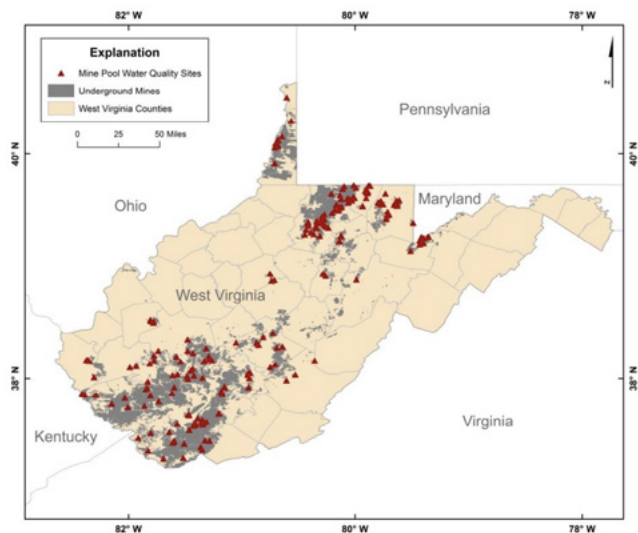 82° W 80° W 78° W
Explanation
Mine Pool Water Quality Sites
Underground Mines
West Virginia Counties
0 25 50 Miles
N
Pennsylvania
40° N
40° N
Ohio
Maryland
West Virginia
38° N
38° N
Virginia
Kentucky
82° W 80° W 78° W